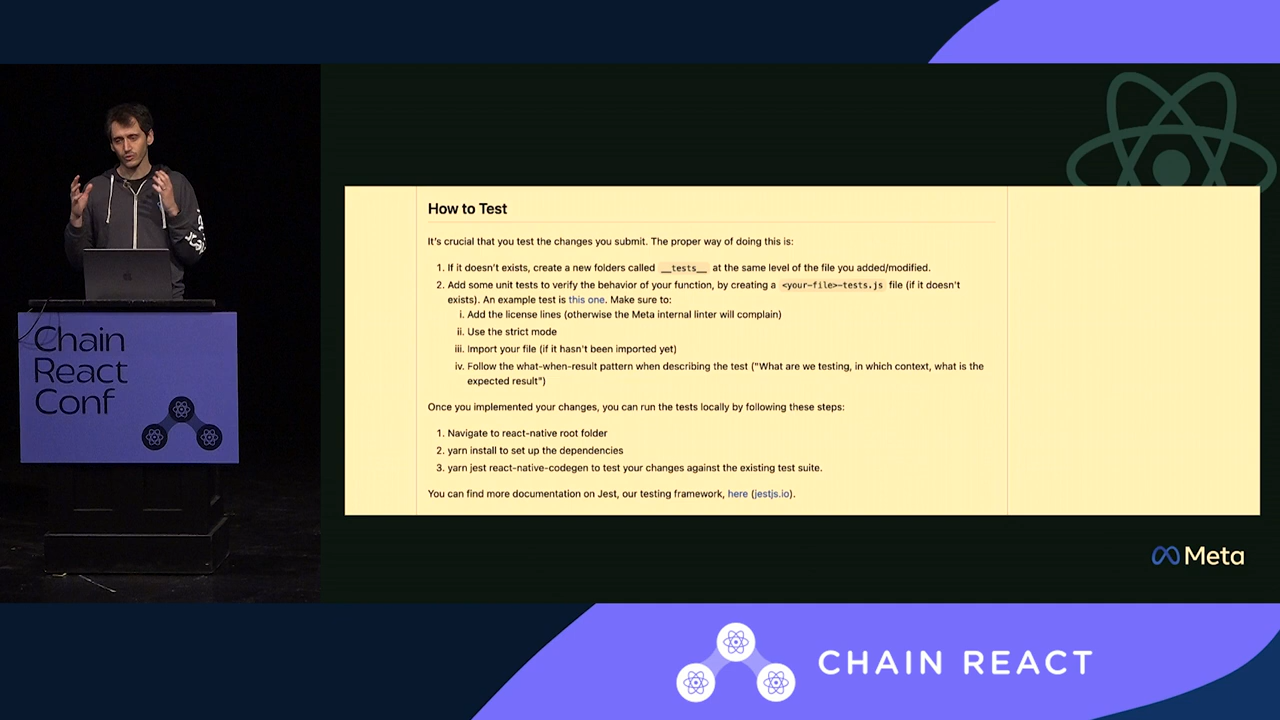 How to Test
It's crucial that you test the changes you submit. The proper way of doing this is:
1. If it doesn't exists, create a new folders called __tests__ at the same level of the file you added/modified.
2. Add some unit tests to verify the behavior of your function, by creating a <your-file>-tests.js file (if it doesn't
exists). An example test is this one. Make sure to:
i. Add the license lines (otherwise the Meta internal linter will complain)
ii. Use the strict mode
iii. Import your file (if it hasn't been imported yet)
iv. Follow the what-when-result pattern when describing the test ("What are we testing, in which context, what is the
expected result")
Once you implemented your changes, you can run the tests locally by following these steps:
1. Navigate to react-native root folder
2. yarn install to set up the dependencies
3. yarn jest react-native-codegen to test your changes against the existing test suite.
You can find more documentation on Jest, our testing framework, here (jestjs.io).
Chain
React
Conf
Meta
CHAIN REACT